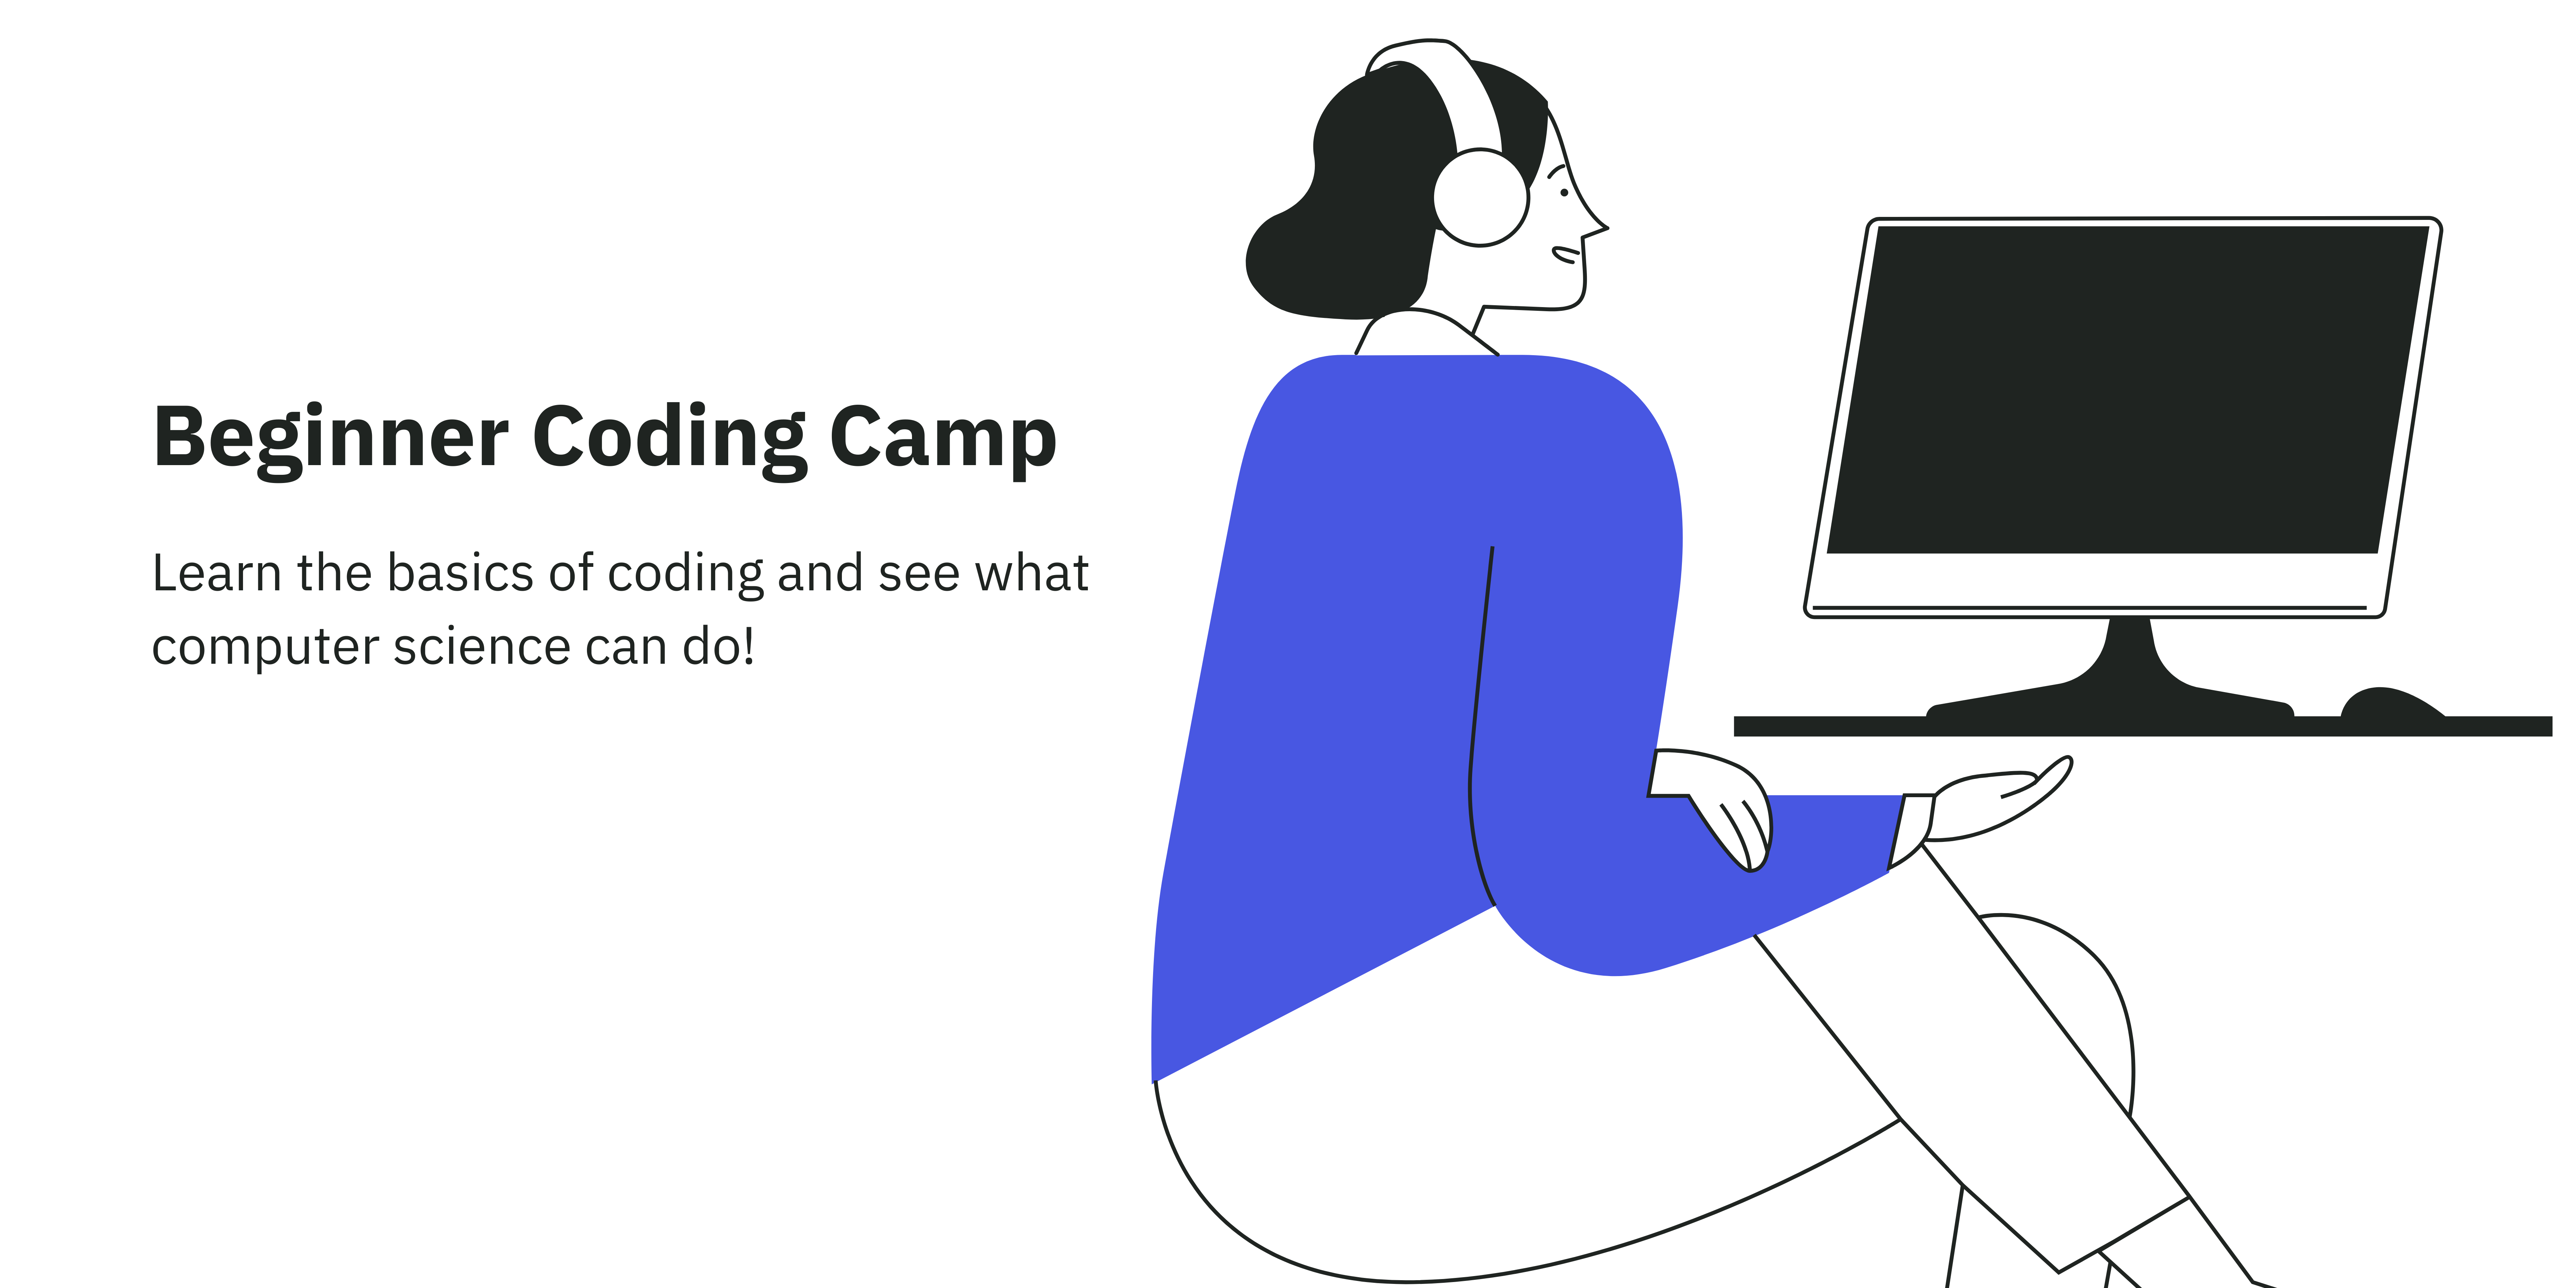 Beginner Coding Camp
Learn the basics of coding and see what
computer science can do!